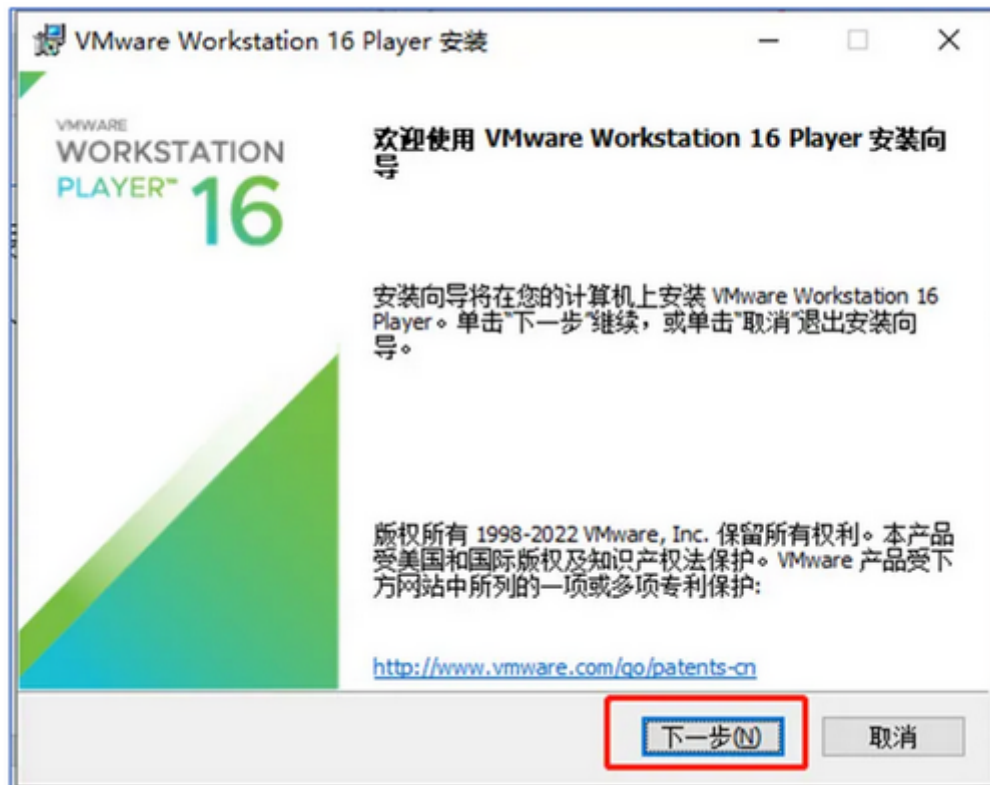 VMware Workstation 16 Player 安装
VMWARE
WORKSTATION
PLAYER™ 16
欢迎使用 VMware Workstation 16 Player 安装向
导
安装向导将在您的计算机上安装 VMware Workstation 16
Player。单击“下一步”继续，或单击“取消”退出安装向
导。
版权所有 1998-2022 VMware, Inc. 保留所有权利。本产品
受美国和国际版权及知识产权法保护。VMware 产品受下
方网站中所列的一项或多项专利保护:
http://www.vmware.com/go/patents-cn
下一步(N)
取消